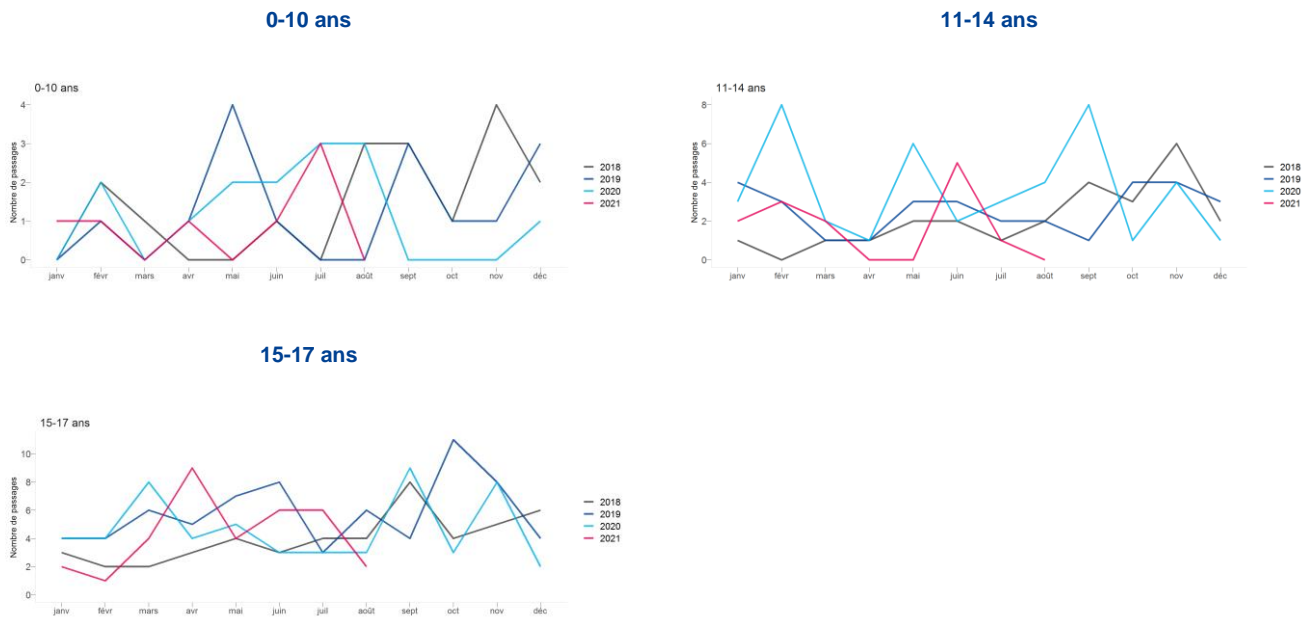 0-10 ans
0-10 ans
Nombre de passages
4
3
2
1
0
janv févr mars avr mai juin juil août sept oct nov déc
2018
2019
2020
2021
11-14 ans
11-14 ans
Nombre de passages
8
6
4
2
0
janv févr mars avr mai juin juil août sept oct nov déc
2018
2019
2020
2021
15-17 ans
15-17 ans
Nombre de passages
10
8
6
4
2
0
janv févr mars avr mai juin juil août sept oct nov déc
2018
2019
2020
2021